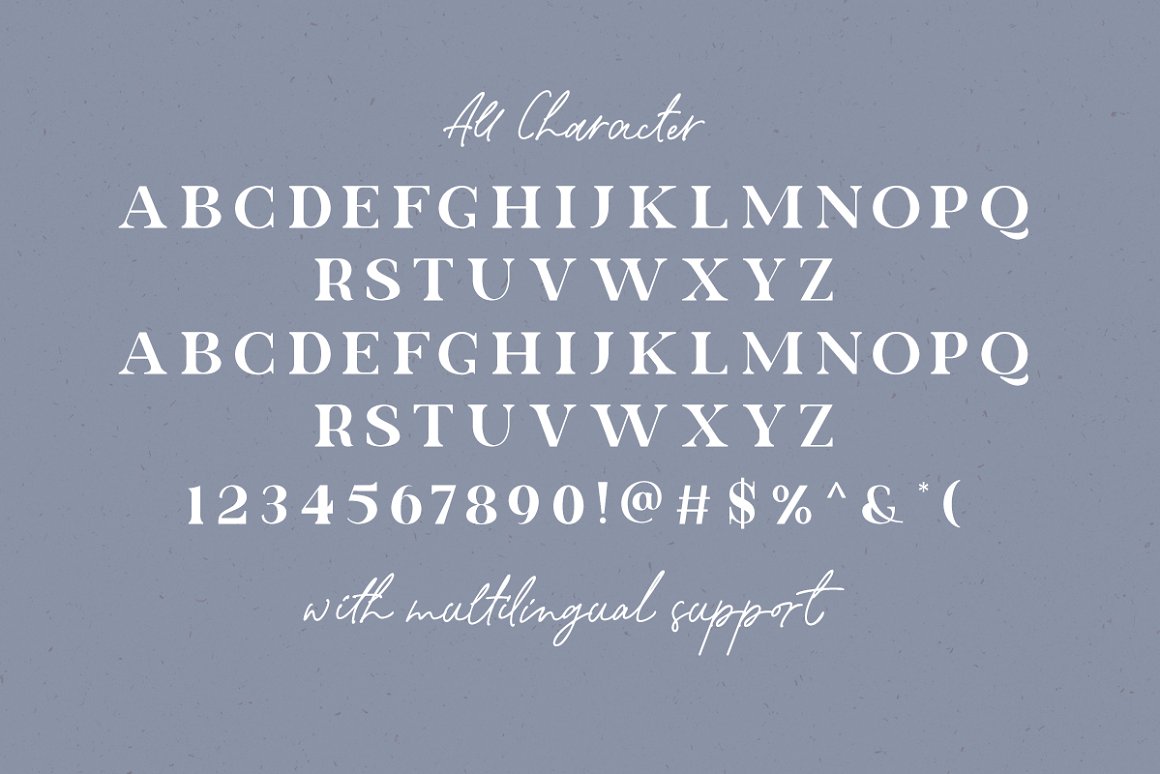 All Character
ABCDEFGHIJKLMNOPQ
RSTUVWXYZ
ABCDEFGHIJKLMNOPQ
RSTUVWXYZ
1234567890!@#$%^&*(
with multilingual support